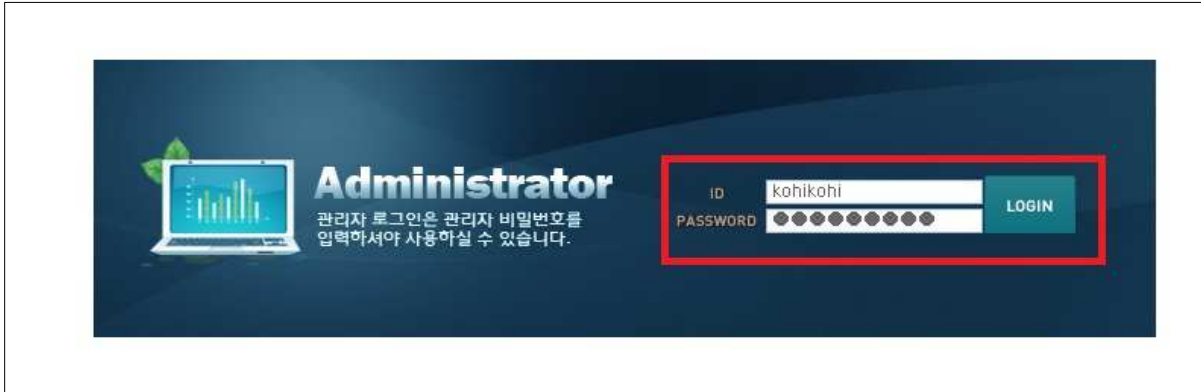 Administrator
관리자 로그인은 관리자 비밀번호를
입력하셔야 사용하실 수 있습니다.
ID kohikohi
PASSWORD ●●●●●●●●●
LOGIN